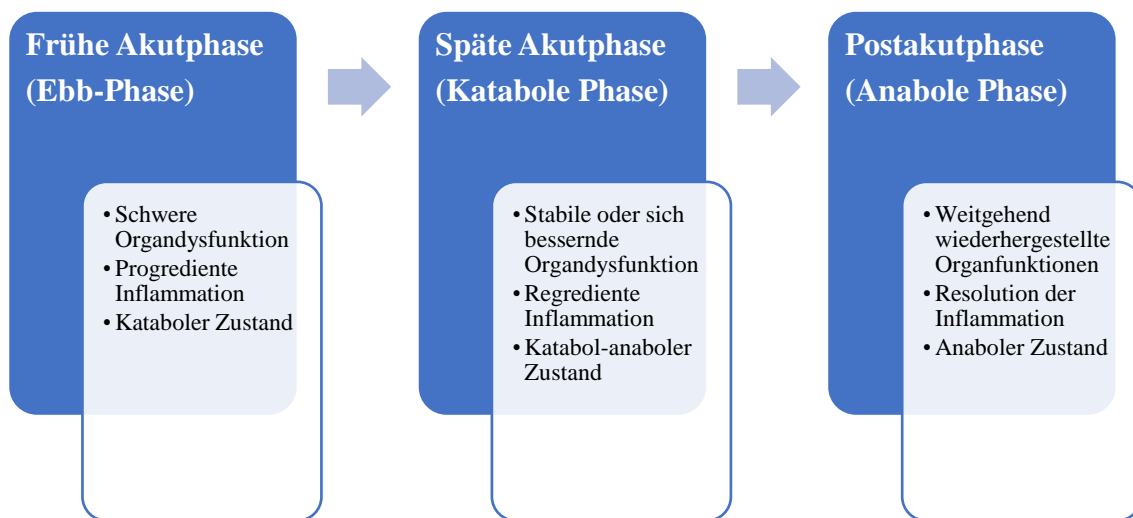 Frühe Akutphase
(Ebb-Phase)
• Schwere
Organdysfunktion
• Progrediente
Inflammation
• Kataboler Zustand
Späte Akutphase
(Katabole Phase)
• Stabile oder sich
bessernde
Organdysfunktion
• Regrediente
Inflammation
• Katabol-anaboler
Zustand
Postakutphase
(Anabole Phase)
• Weitgehend
wiederhergestellte
Organfunktionen
• Resolution der
Inflammation
• Anaboler Zustand